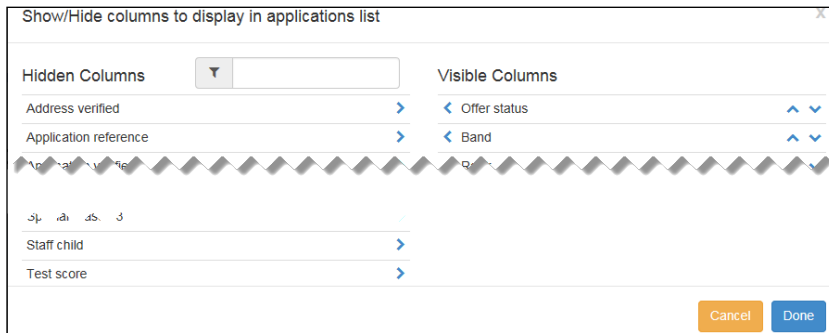 Show/Hide columns to display in applications list
X
Hidden Columns
Visible Columns
Address verified
Offer status
Application reference
Band
Staff child
Test score
Cancel
Done